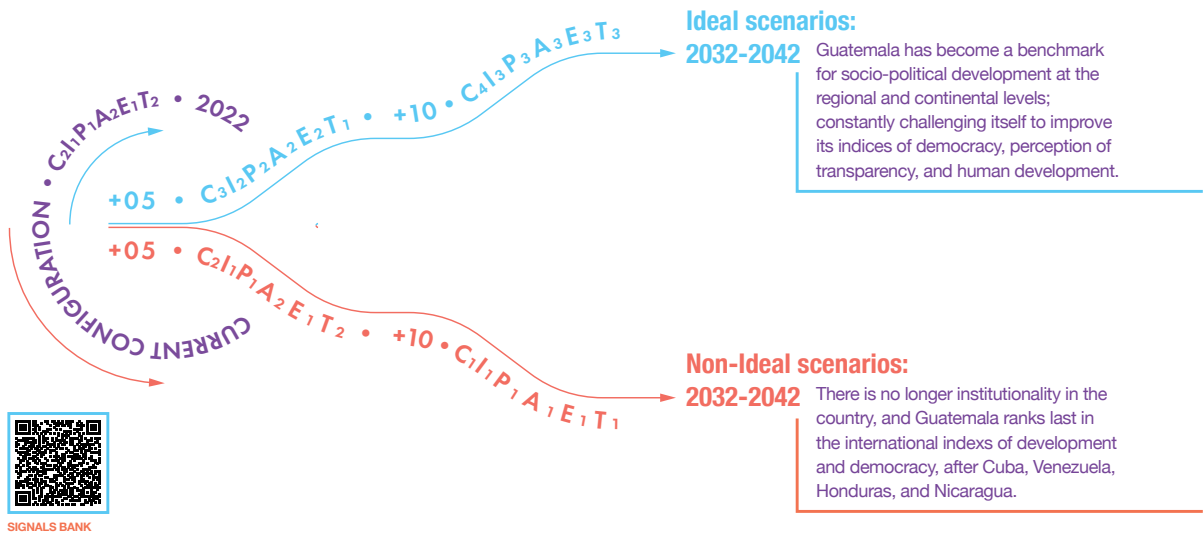 CURRENT CONFIGURATION • C₂I₁P₁A₂E₁T₂ • 2022
+05 • C₃I₂P₂A₂E₂T₁ • +10 • C₄I₃P₃A₃E₃T₃
Ideal scenarios:
2032-2042
Guatemala has become a benchmark
for socio-political development at the
regional and continental levels;
constantly challenging itself to improve
its indices of democracy, perception of
transparency, and human development.
+05 • C₂I₁P₁A₂E₁T₂ • +10 • C₁I₁P₁A₁E₁T₁
Non-Ideal scenarios:
2032-2042
There is no longer institutionality in the
country, and Guatemala ranks last in
the international indexs of development
and democracy, after Cuba, Venezuela,
Honduras, and Nicaragua.
SIGNALS BANK